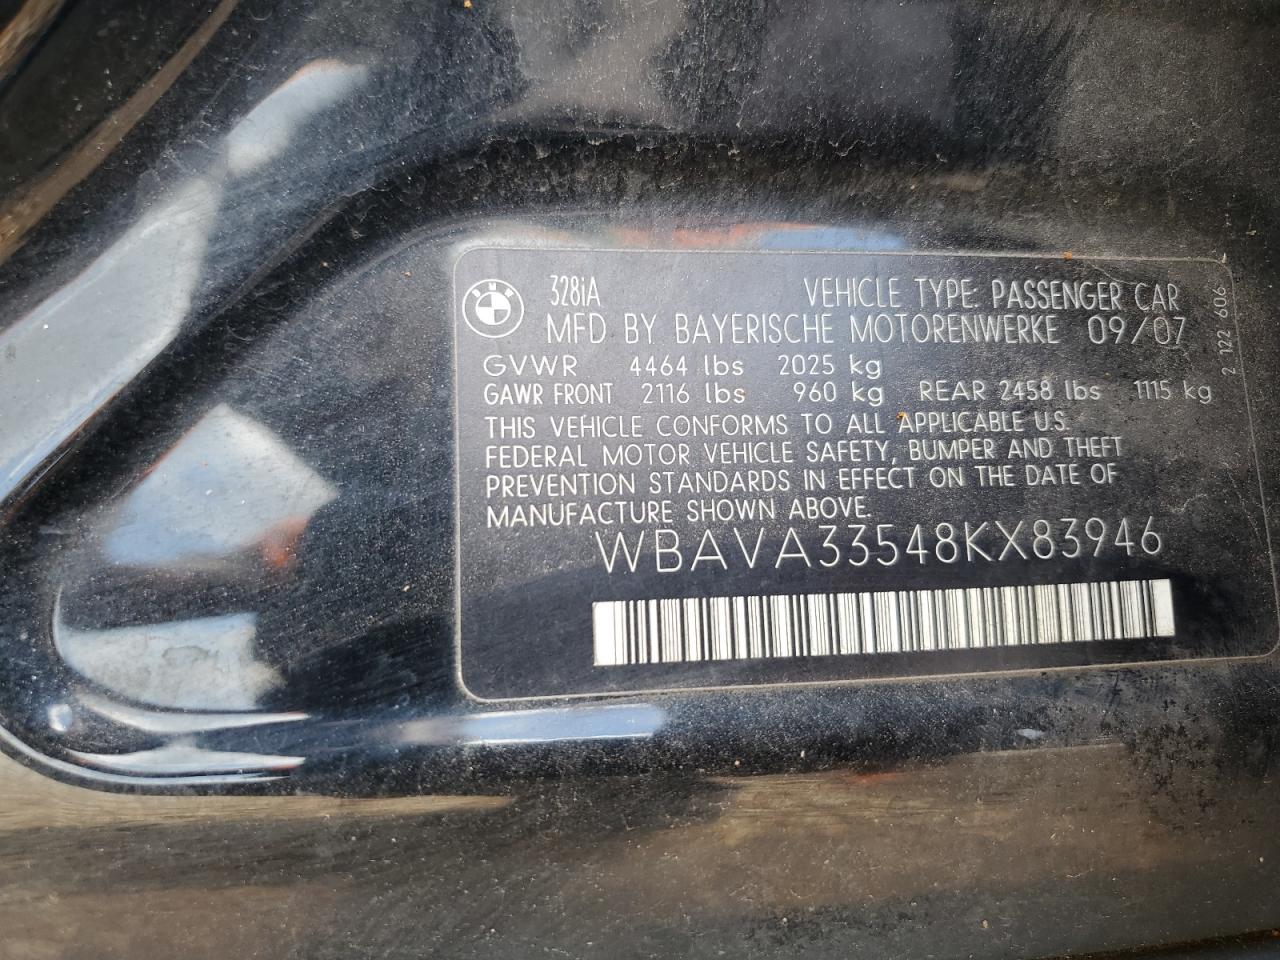 BMW
328iA VEHICLE TYPE: PASSENGER CAR
MFD BY BAYERISCHE MOTORENWERKE 09/07
GVWR 4464 lbs 2025 kg
GAWR FRONT 2116 lbs 960 kg REAR 2458 lbs 1115 kg
THIS VEHICLE CONFORMS TO ALL APPLICABLE U.S.
FEDERAL MOTOR VEHICLE SAFETY, BUMPER AND THEFT
PREVENTION STANDARDS IN EFFECT ON THE DATE OF
MANUFACTURE SHOWN ABOVE.
WBAVA33548KX83946
2 122 606